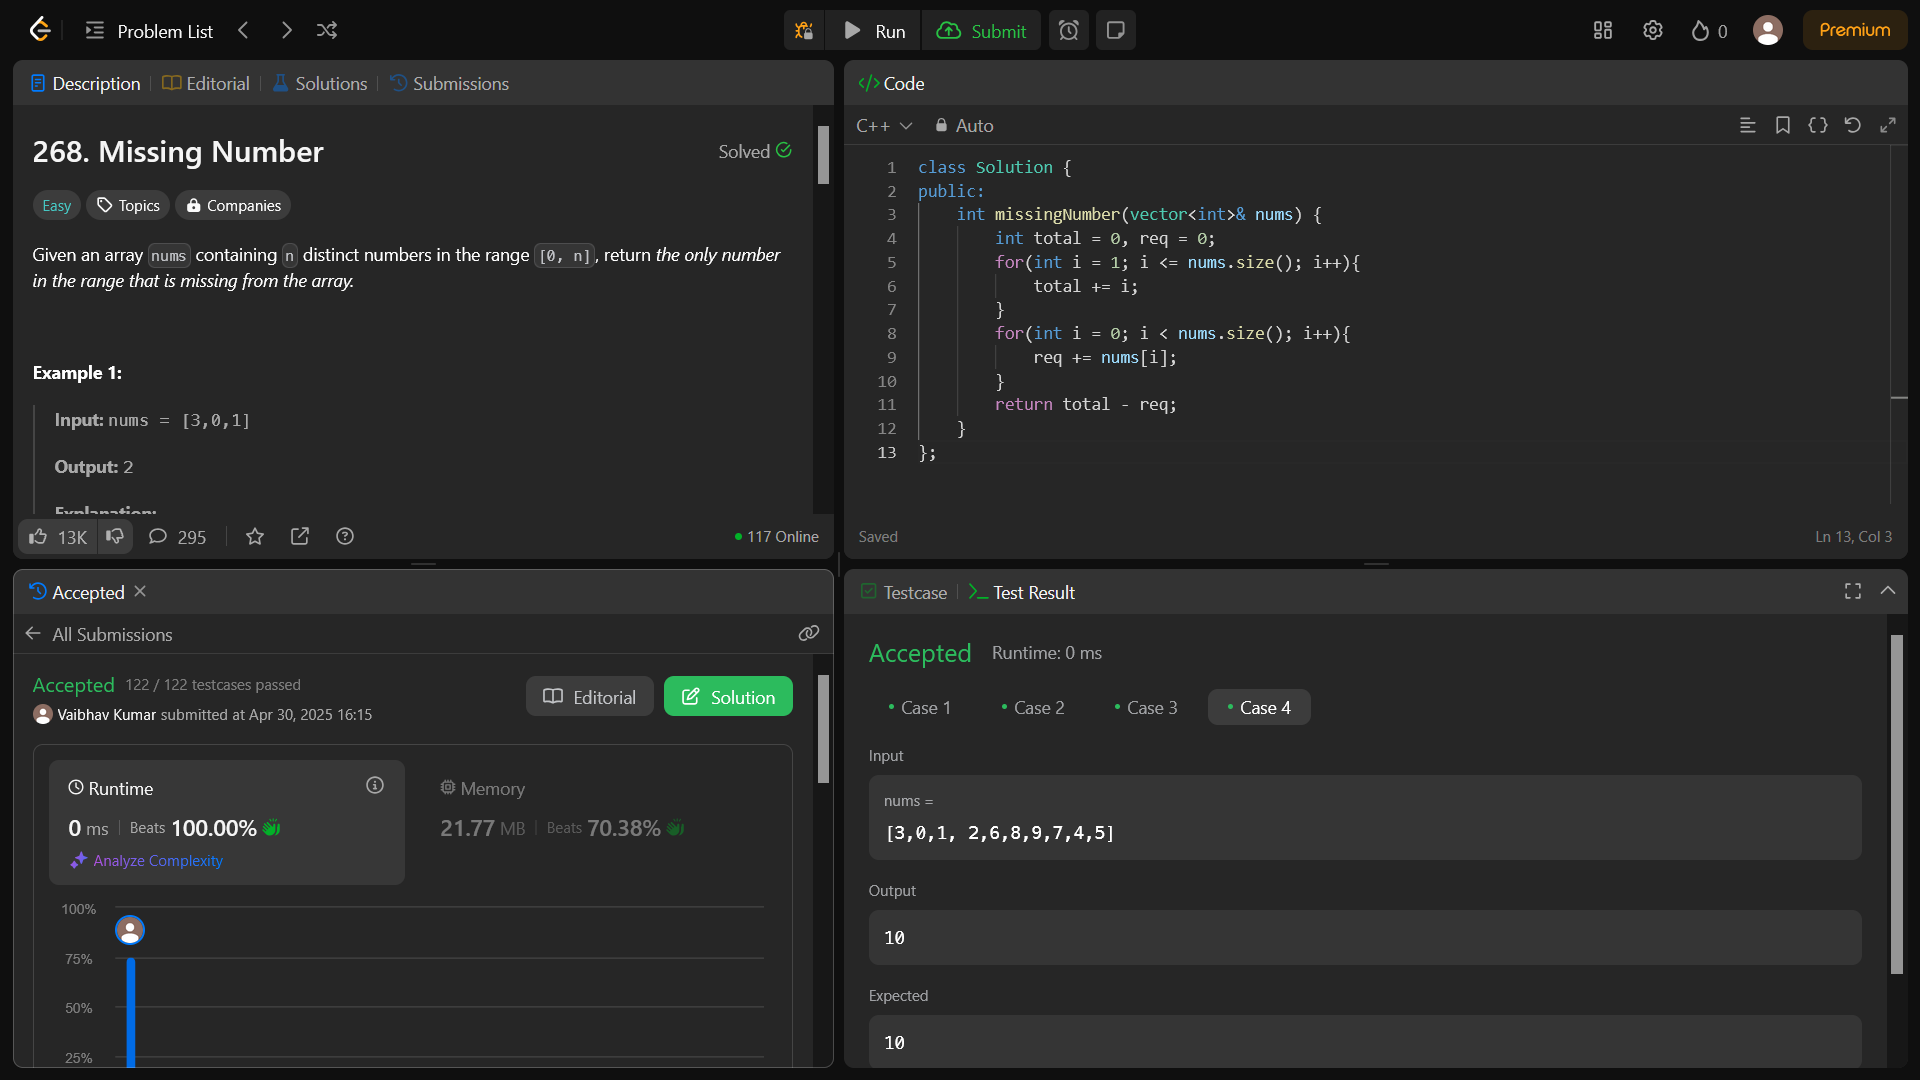 Problem List
Run
Submit
0
Premium
Description
Editorial
Solutions
Submissions
268. Missing Number
Solved
Easy
Topics
Companies
Given an array nums containing n distinct numbers in the range [0, n], return the only number
in the range that is missing from the array.
Example 1:
Input: nums = [3,0,1]
Output: 2
Explanation:
13K
295
117 Online
Code
C++
Auto
1 class Solution {
2 public:
3 int missingNumber(vector<int>& nums) {
4 int total = 0, req = 0;
5 for(int i = 1; i <= nums.size(); i++){
6 total += i;
7 }
8 for(int i = 0; i < nums.size(); i++){
9 req += nums[i];
10 }
11 return total - req;
12 }
13 };
Saved
Ln 13, Col 3
Accepted
All Submissions
Accepted 122 / 122 testcases passed
Vaibhav Kumar submitted at Apr 30, 2025 16:15
Editorial
Solution
Runtime
0 ms Beats 100.00%
Analyze Complexity
Memory
21.77 MB Beats 70.38%
100%
75%
50%
25%
Testcase
Test Result
Accepted Runtime: 0 ms
Case 1
Case 2
Case 3
Case 4
Input
nums =
[3,0,1, 2,6,8,9,7,4,5]
Output
10
Expected
10